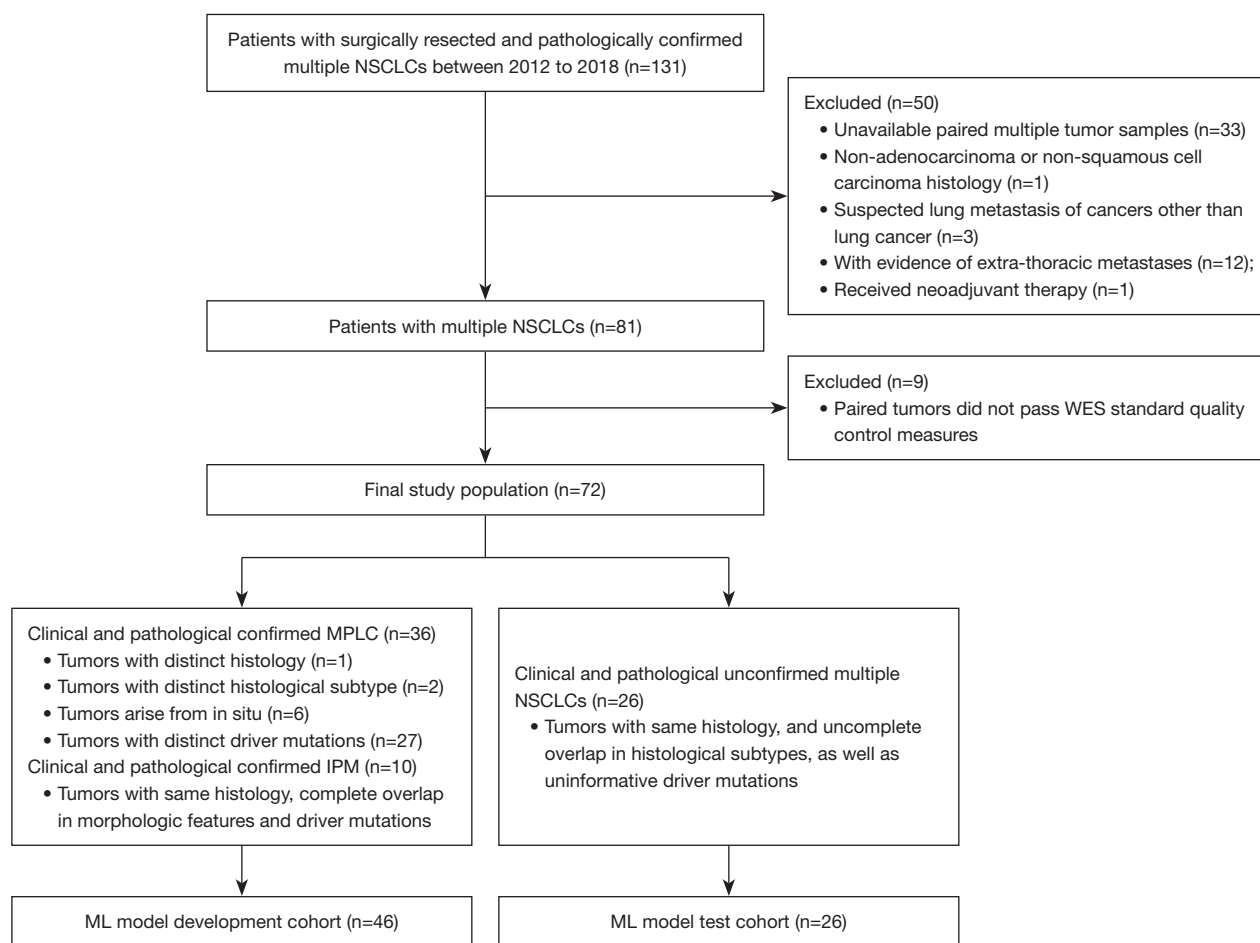 Patients with surgically resected and pathologically confirmed
multiple NSCLCs between 2012 to 2018 (n=131)
Excluded (n=50)
• Unavailable paired multiple tumor samples (n=33)
• Non-adenocarcinoma or non-squamous cell
carcinoma histology (n=1)
• Suspected lung metastasis of cancers other than
lung cancer (n=3)
• With evidence of extra-thoracic metastases (n=12);
• Received neoadjuvant therapy (n=1)
Patients with multiple NSCLCs (n=81)
Excluded (n=9)
• Paired tumors did not pass WES standard quality
control measures
Final study population (n=72)
Clinical and pathological confirmed MPLC (n=36)
• Tumors with distinct histology (n=1)
• Tumors with distinct histological subtype (n=2)
• Tumors arise from in situ (n=6)
• Tumors with distinct driver mutations (n=27)
Clinical and pathological confirmed IPM (n=10)
• Tumors with same histology, complete overlap
in morphologic features and driver mutations
Clinical and pathological unconfirmed multiple
NSCLCs (n=26)
• Tumors with same histology, and uncomplete
overlap in histological subtypes, as well as
uninformative driver mutations
ML model development cohort (n=46)
ML model test cohort (n=26)